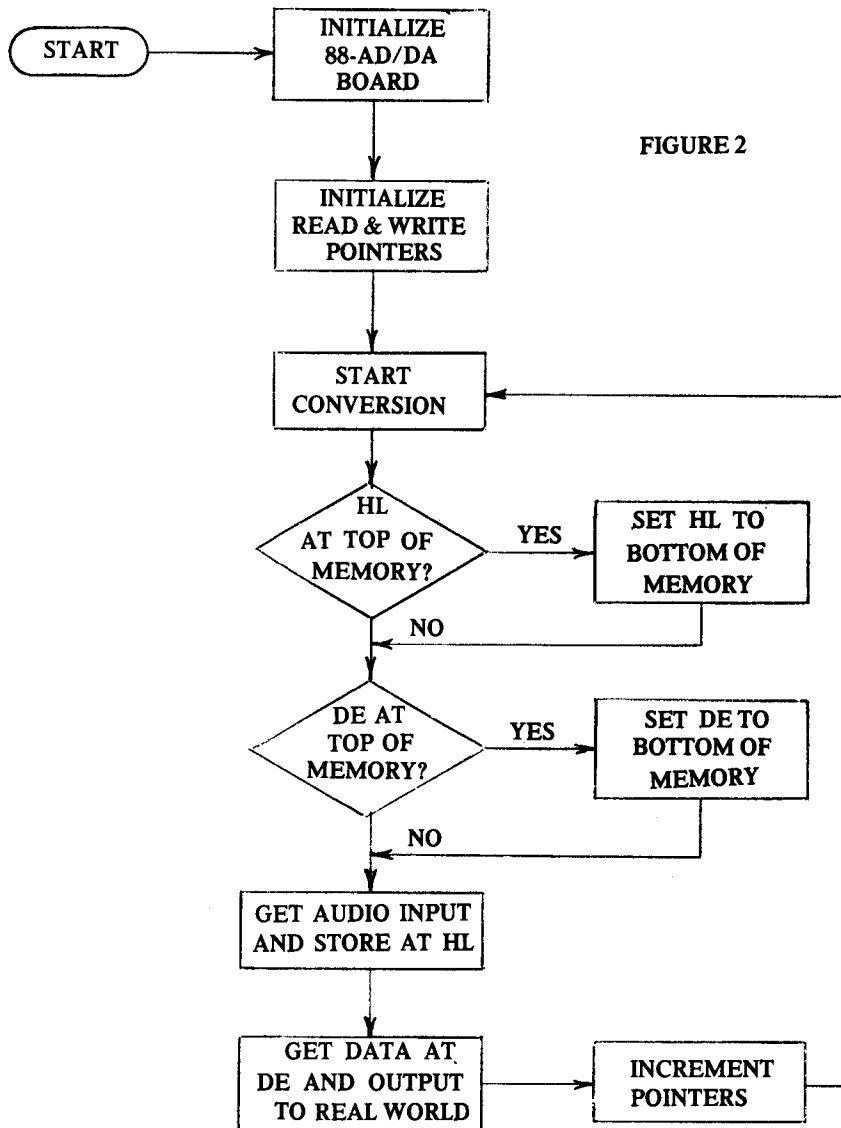 START
INITIALIZE
88-AD/DA
BOARD
FIGURE 2
INITIALIZE
READ & WRITE
POINTERS
START
CONVERSION
HL
AT TOP OF
MEMORY?
YES
SET HL TO
BOTTOM OF
MEMORY
NO
DE AT
TOP OF
MEMORY?
YES
SET DE TO
BOTTOM OF
MEMORY
NO
GET AUDIO INPUT
AND STORE AT HL
GET DATA AT
DE AND OUTPUT
TO REAL WORLD
INCREMENT
POINTERS